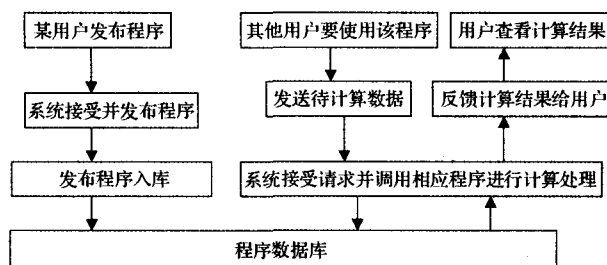 某用户发布程序
其他用户要使用该程序
用户查看计算结果
系统接受并发布程序
发送待计算数据
反馈计算结果给用户
发布程序入库
系统接受请求并调用相应程序进行计算处理
程序数据库